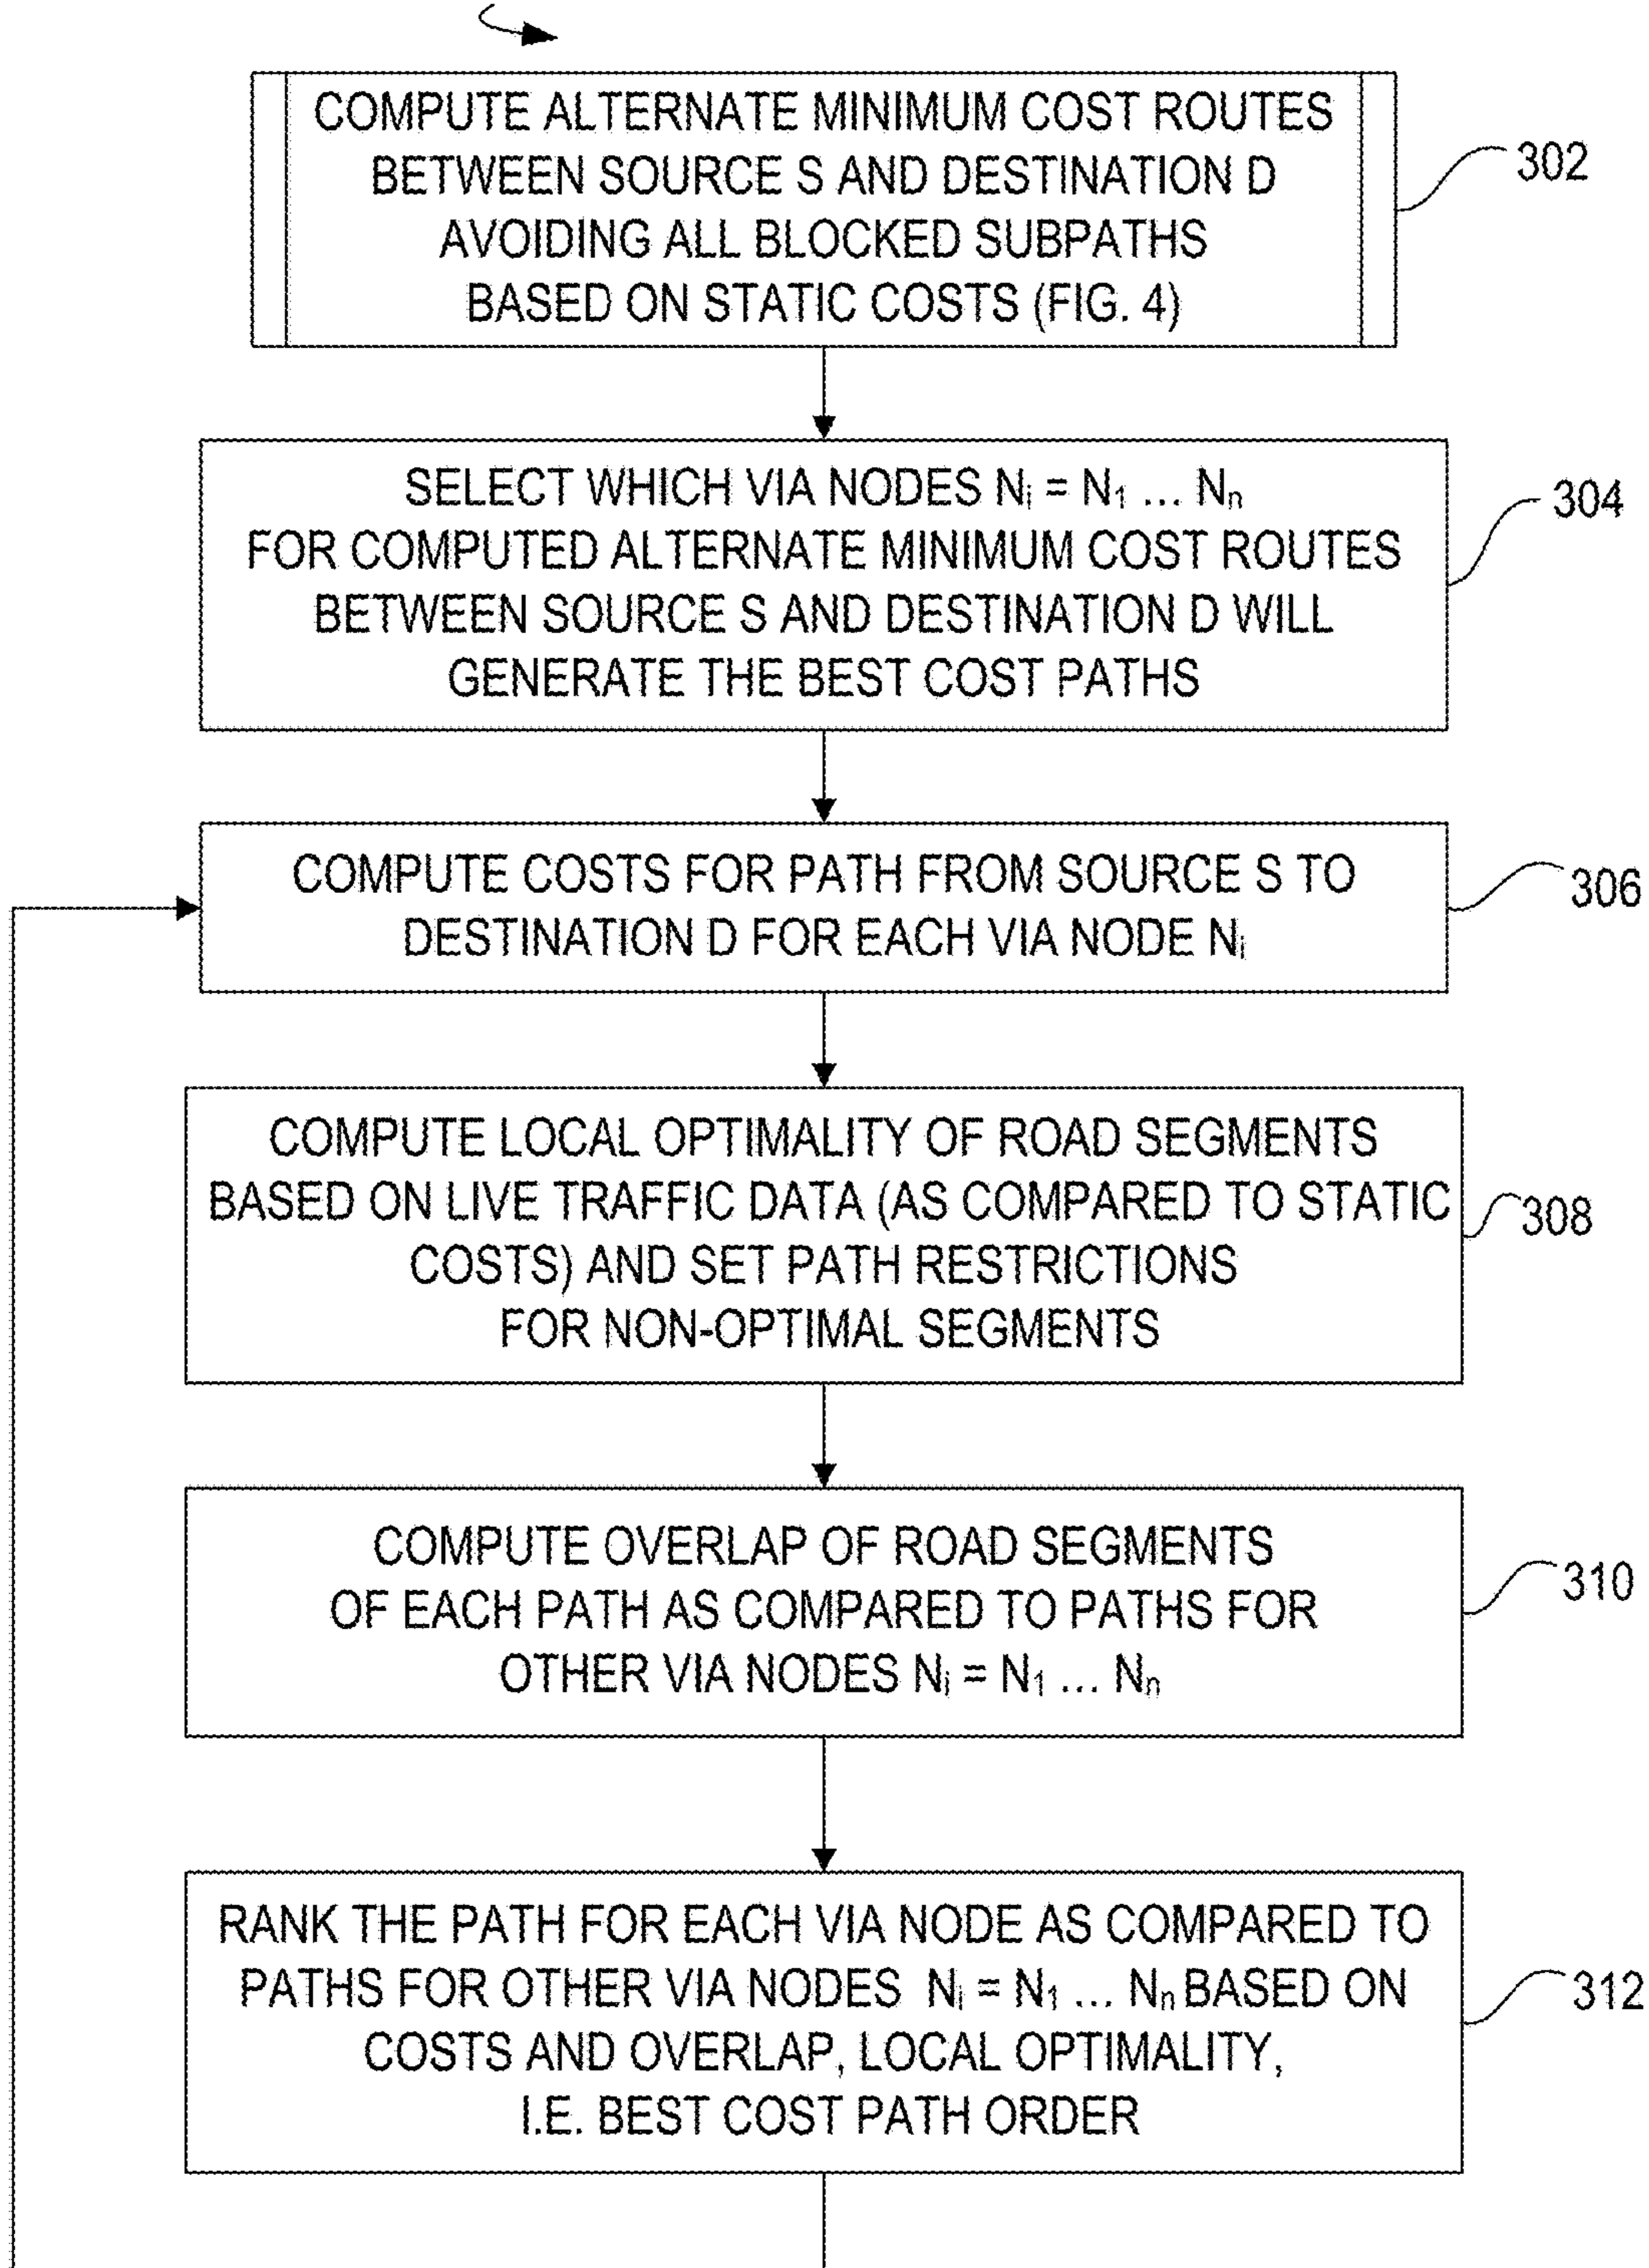 COMPUTE ALTERNATE MINIMUM COST ROUTES
BETWEEN SOURCE S AND DESTINATION D
AVOIDING ALL BLOCKED SUBPATHS
BASED ON STATIC COSTS (FIG. 4)
302
SELECT WHICH VIA NODES Nᵢ = N₁ ... Nₙ
FOR COMPUTED ALTERNATE MINIMUM COST ROUTES
BETWEEN SOURCE S AND DESTINATION D WILL
GENERATE THE BEST COST PATHS
304
COMPUTE COSTS FOR PATH FROM SOURCE S TO
DESTINATION D FOR EACH VIA NODE Nᵢ
306
COMPUTE LOCAL OPTIMALITY OF ROAD SEGMENTS
BASED ON LIVE TRAFFIC DATA (AS COMPARED TO STATIC
COSTS) AND SET PATH RESTRICTIONS
FOR NON-OPTIMAL SEGMENTS
308
COMPUTE OVERLAP OF ROAD SEGMENTS
OF EACH PATH AS COMPARED TO PATHS FOR
OTHER VIA NODES Nᵢ = N₁ ... Nₙ
310
RANK THE PATH FOR EACH VIA NODE AS COMPARED TO
PATHS FOR OTHER VIA NODES Nᵢ = N₁ ... Nₙ BASED ON
COSTS AND OVERLAP, LOCAL OPTIMALITY,
I.E. BEST COST PATH ORDER
312